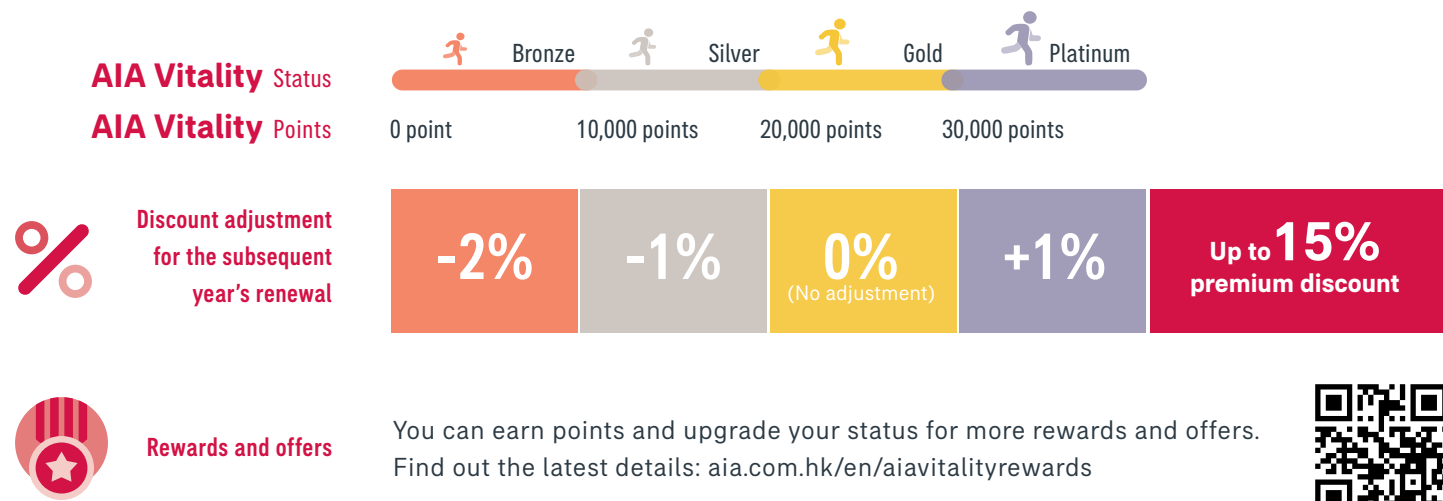 Bronze Silver Gold Platinum
AIA Vitality Status
AIA Vitality Points 0 point 10,000 points 20,000 points 30,000 points
Discount adjustment
for the subsequent
year's renewal
-2% -1% 0% +1%
(No adjustment)
Up to 15%
premium discount
Rewards and offers
You can earn points and upgrade your status for more rewards and offers.
Find out the latest details: aia.com.hk/en/aiavitalityrewards